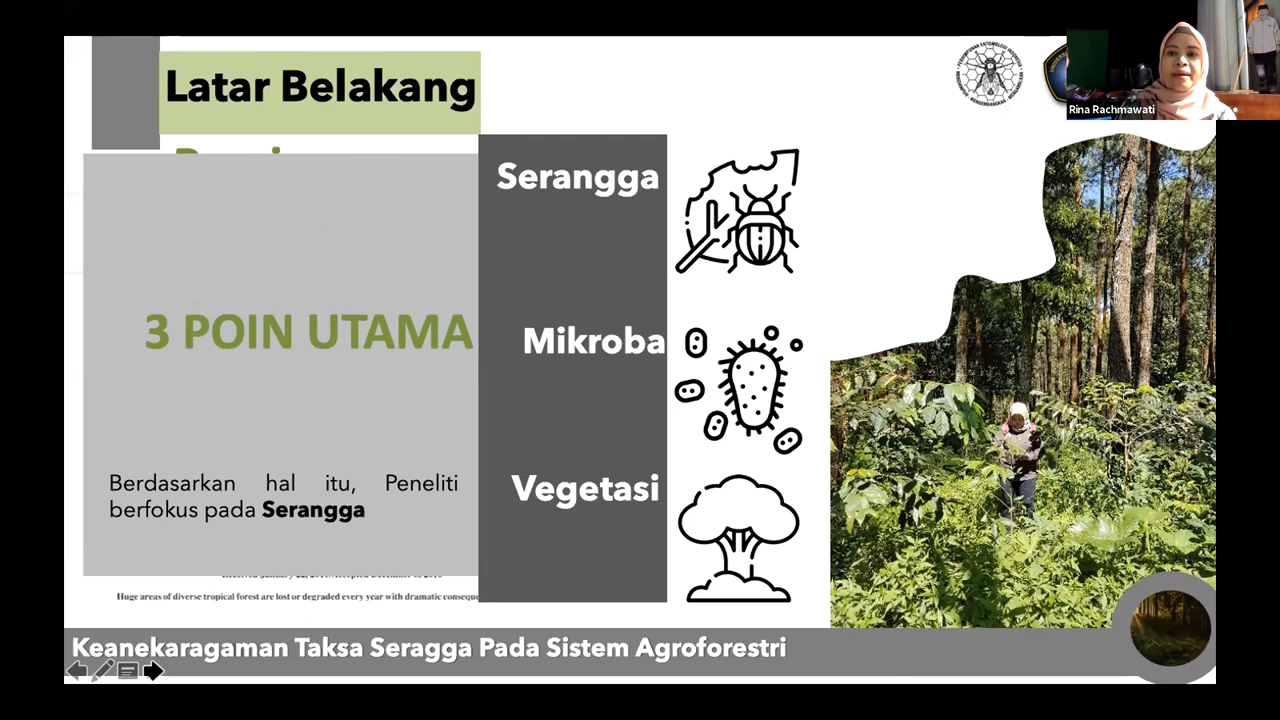 Latar Belakang
Rina Rachmawati
Serangga
3 POIN UTAMA
Mikroba
Berdasarkan hal itu, Peneliti
berfokus pada Serangga
Vegetasi
Huge areas of diverse tropical forest are lost or degraded every year with dramatic
Keanekaragaman Taksa Seragga Pada Sistem Agroforestri